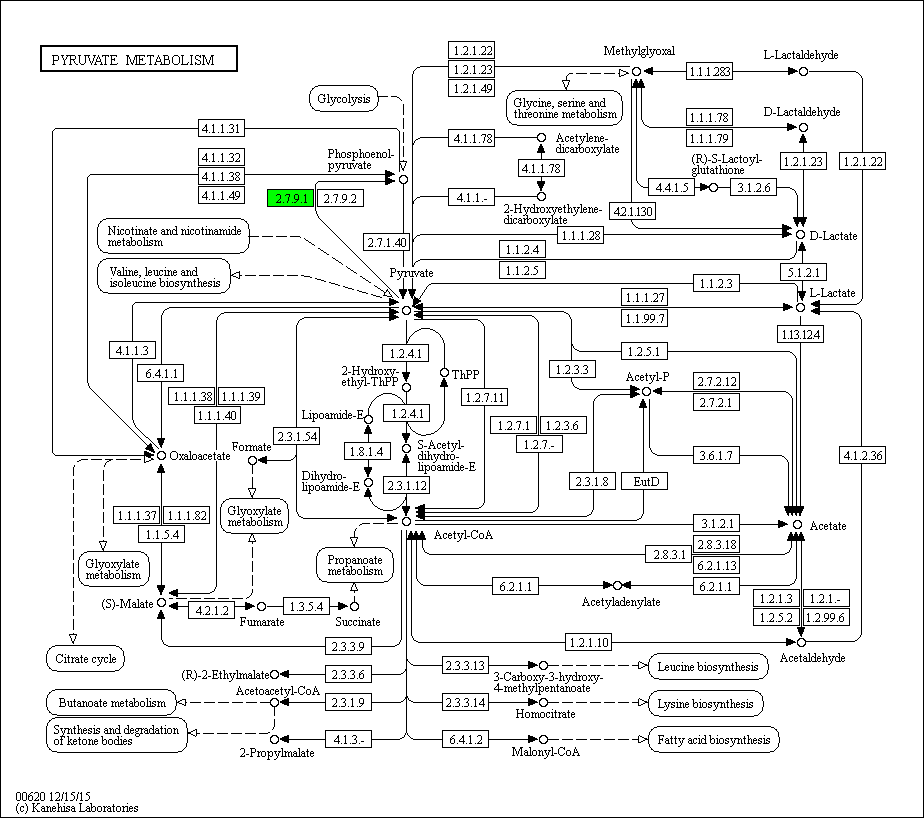 PYRUVATE METABOLISM
1.2.1.22
1.2.1.23
1.2.1.49
Methylglyoxal
1.1.1.283
L-Lactaldehyde
Glycolysis
Glycine, serine and
threonine metabolism
4.1.1.31
1.1.1.78
1.1.1.79
D-Lactaldehyde
4.1.1.78
Acetylene-
dicarboxylate
4.1.1.32
4.1.1.38
4.1.1.49
Phosphoenol-
pyruvate
4.1.1.78
(R)-S-Lactoyl-
glutathione
1.2.1.23
1.2.1.22
2.7.9.1
2.7.9.2
4.1.1.-
4.4.1.5
3.1.2.6
2-Hydroxyethylene-
dicarboxylate
4.2.1.130
Nicotinate and nicotinamide
metabolism
2.7.1.40
1.1.1.28
D-Lactate
1.1.2.4
1.1.2.5
Valine, leucine and
isoleucine biosynthesis
Pyruvate
5.1.2.1
1.1.2.3
L-Lactate
1.1.1.27
1.1.99.7
1.13.12.4
4.1.1.3
1.2.4.1
1.2.5.1
6.4.1.1
2-Hydroxy-
ethyl-ThPP
ThPP
1.2.3.3
Acetyl-P
2.7.2.12
2.7.2.1
1.1.1.38
1.1.1.39
1.1.1.40
1.2.7.11
Lipoamide-E
1.2.4.1
2.3.1.54
1.2.7.1
1.2.3.6
1.2.7.-
Oxaloacetate
Formate
1.8.1.4
S-Acetyl-
dihydro-
lipoamide-E
3.6.1.7
4.1.2.36
Dihydro-
lipoamide-E
2.3.1.12
2.3.1.8
EutD
1.1.1.37
1.1.1.82
1.1.5.4
Glyoxylate
metabolism
Acetyl-CoA
3.1.2.1
Acetate
Glyoxylate
metabolism
Propanoate
metabolism
2.8.3.1
2.8.3.18
6.2.1.13
6.2.1.1
Acetyladenylate
6.2.1.1
(S)-Malate
4.2.1.2
Fumarate
1.3.5.4
Succinate
1.2.1.3
1.2.1.-
1.2.5.2
1.2.99.6
Citrate cycle
2.3.3.9
1.2.1.10
Acetaldehyde
(R)-2-Ethylmalate
2.3.3.6
2.3.3.13
3-Carboxy-3-hydroxy-
4-methylpentanoate
Leucine biosynthesis
Butanoate metabolism
Acetoacetyl-CoA
2.3.1.9
2.3.3.14
Homocitrate
Lysine biosynthesis
Synthesis and degradation
of ketone bodies
2-Propylmalate
4.1.3.-
6.4.1.2
Malonyl-CoA
Fatty acid biosynthesis
00620 12/15/15
(c) Kanehisa Laboratories